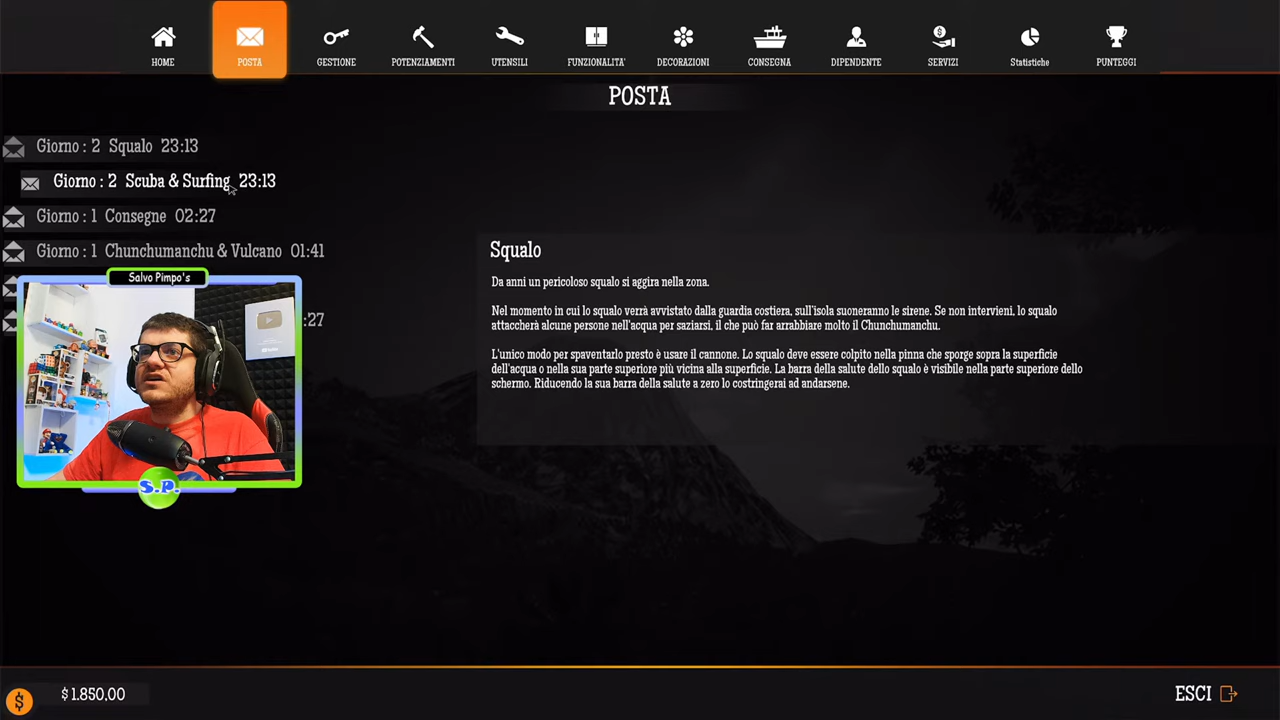 HOME
POSTA
GESTIONE
POTENZIAMENTI
UTENSILI
FUNZIONALITA'
DECORAZIONI
CONSEGNA
DIPENDENTE
SERVIZI
Statistiche
PUNTEGGI
POSTA
Giorno : 2 Squalo 23:13
Giorno : 2 Scuba & Surfing 23:13
Giorno : 1 Consegne 02:27
Giorno : 1 Chunchumanchu & Vulcano 01:41
:27
Salvo Pimpo's
S.P.
Squalo
Da anni un pericoloso squalo si aggira nella zona.
Nel momento in cui lo squalo verrà avvistato dalla guardia costiera, sull'isola suoneranno le sirene. Se non intervieni, lo squalo
attaccherà alcune persone nell'acqua per saziarsi, il che può far arrabbiare molto il Chunchumanchu.
L'unico modo per spaventarlo presto è usare il cannone. Lo squalo deve essere colpito nella pinna che sporge sopra la superficie
dell'acqua o nella sua parte superiore più vicina alla superficie. La barra della salute dello squalo è visibile nella parte superiore dello
schermo. Riducendo la sua barra della salute a zero lo costringerai ad andarsene.
$ 1.850,00
ESCI